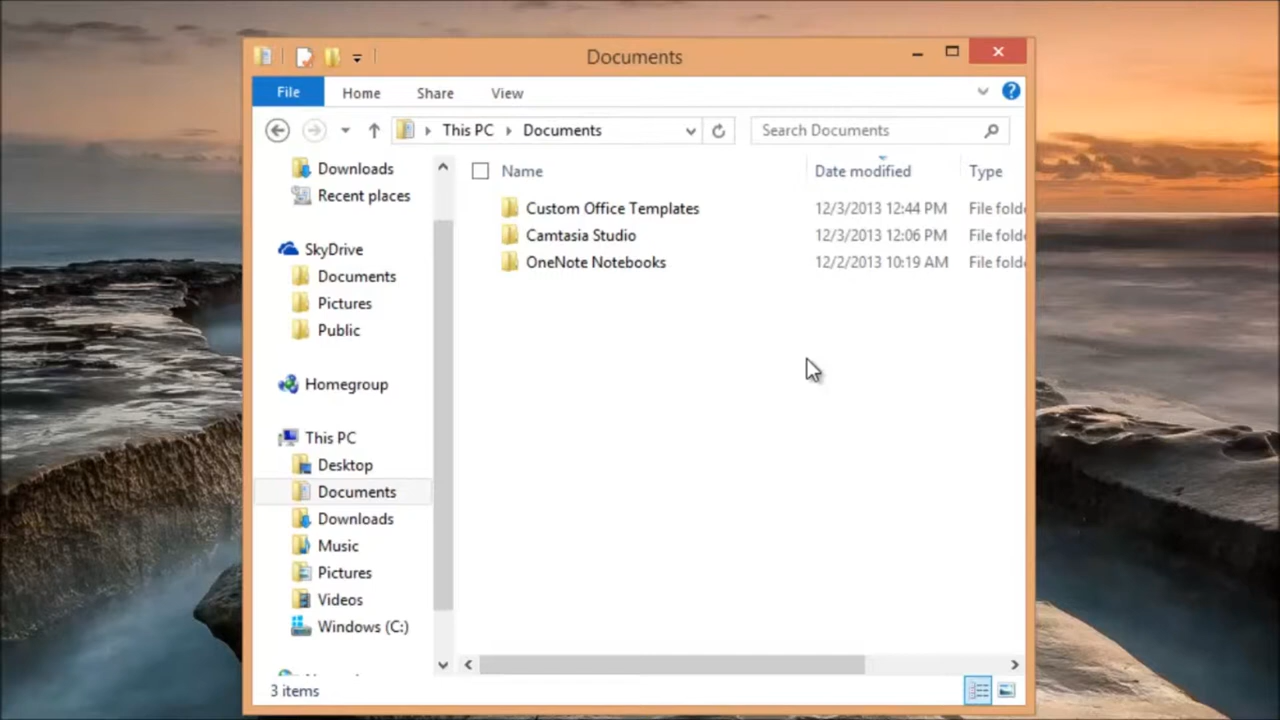 Documents
File Home Share View
This PC Documents Search Documents
Name Date modified Type
Downloads
Recent places
SkyDrive
Documents
Pictures
Public
Homegroup
This PC
Desktop
Documents
Downloads
Music
Pictures
Videos
Windows (C:)
Custom Office Templates 12/3/2013 12:44 PM File folde
Camtasia Studio 12/3/2013 12:06 PM File folde
OneNote Notebooks 12/2/2013 10:19 AM File folde
3 items